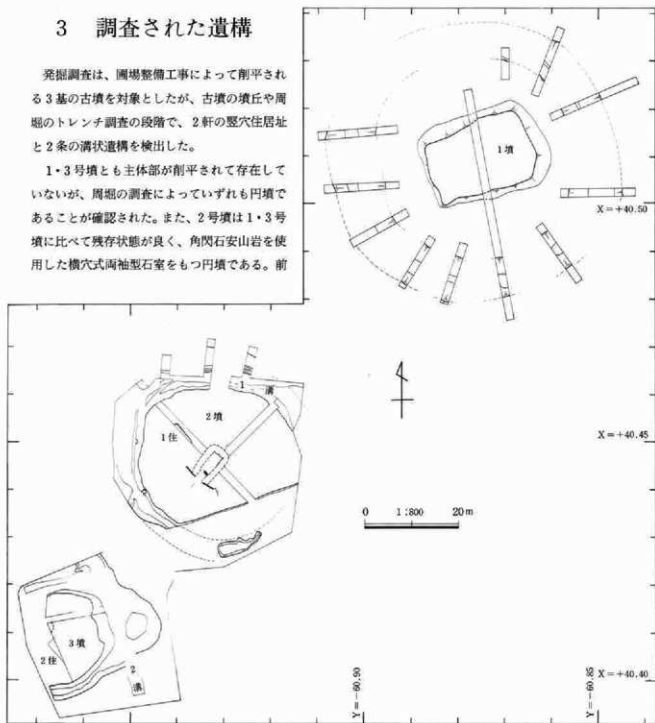 3 調査された遺構
発掘調査は、圃場整備工事によって削平され
る3基の古墳を対象としたが、古墳の墳丘や周
堀のトレンチ調査の段階で、2軒の竪穴住居址
と2条の溝状遺構を検出した。
1・3号墳とも主体部が削平されて存在して
いないが、周堀の調査によっていずれも円墳で
あることが確認された。また、2号墳は1・3号
墳に比べて残存状態が良く、角閃石安山岩を使
用した横穴式両袖型石室をもつ円墳である。前
1墳
X=+40.50
1
溝
2墳
1住
X=+40.45
0 1:800 20m
3墳
2住
2
溝
Y=-60.90
Y=-60.85
X=+40.40